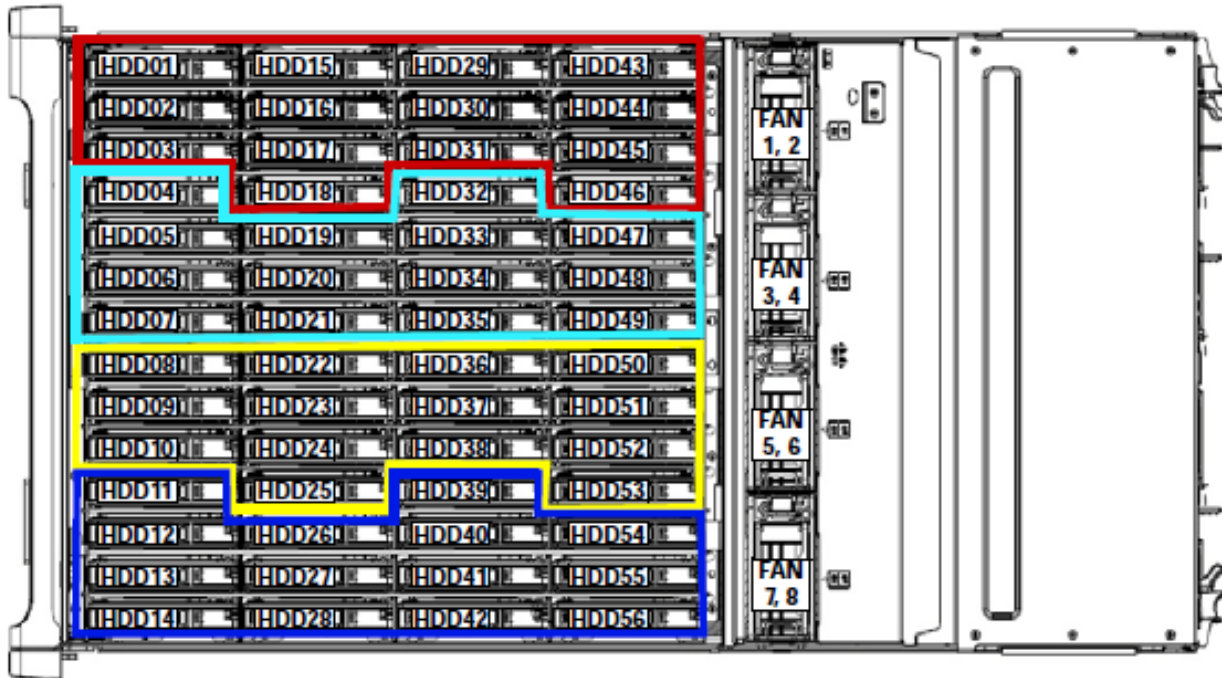 HDD01 HDD15 HDD29 HDD43
HDD02 HDD16 HDD30 HDD44
HDD03 HDD17 HDD31 HDD45
HDD04 HDD18 HDD32 HDD46
HDD05 HDD19 HDD33 HDD47
HDD06 HDD20 HDD34 HDD48
HDD07 HDD21 HDD35 HDD49
HDD08 HDD22 HDD36 HDD50
HDD09 HDD23 HDD37 HDD51
HDD10 HDD24 HDD38 HDD52
HDD11 HDD25 HDD39 HDD53
HDD12 HDD26 HDD40 HDD54
HDD13 HDD27 HDD41 HDD55
HDD14 HDD28 HDD42 HDD56
FAN
1, 2
FAN
3, 4
FAN
5, 6
FAN
7, 8